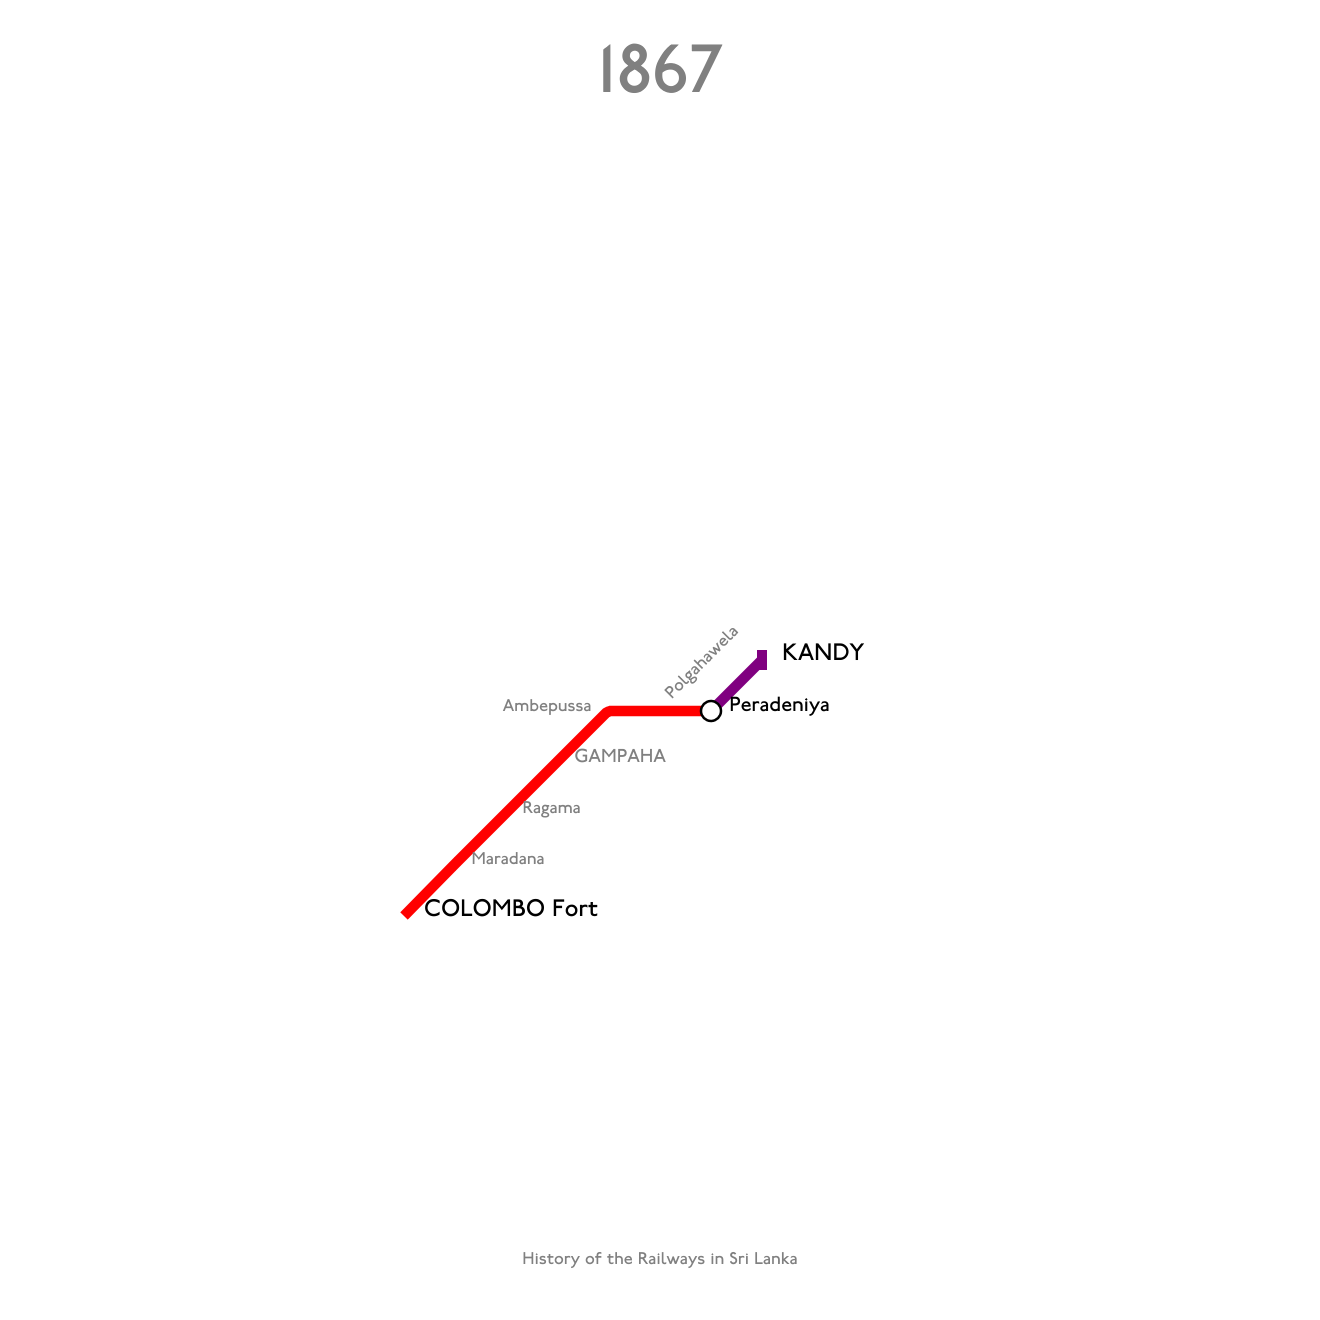 1867
Polgahawela
KANDY
Ambepussa
Peradeniya
GAMPAHA
Ragama
Maradana
COLOMBO Fort
History of the Railways in Sri Lanka